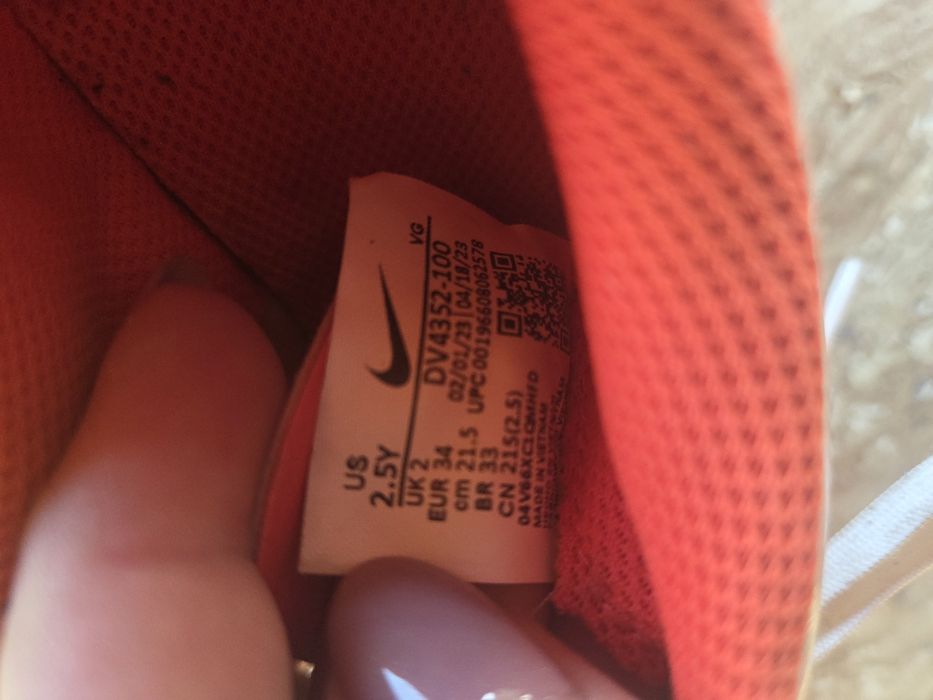 VG
US
2.5Y
UK 2
EUR 34
cm 21.5
BR 33
CN 215(2.5)
DV4352-100
02/01/23 | 04/18/23
UPC 00196608062578
MADE IN VIETNAM